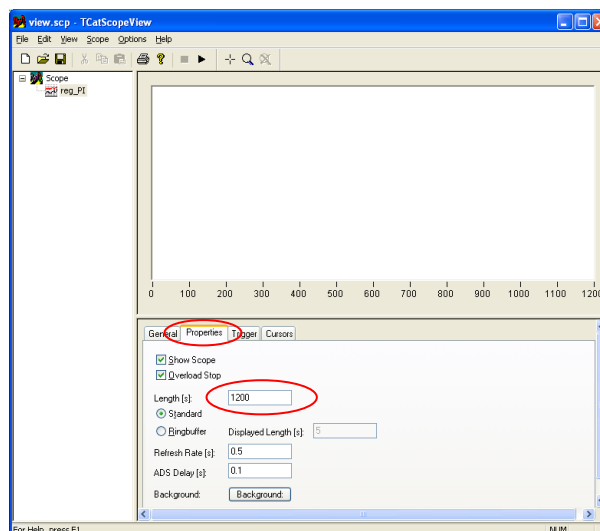 view.scp - TCatScopeView
File Edit View Scope Options Help
Scope
reg_PI
0 100 200 300 400 500 600 700 800 900 1000 1100 1200
General Properties Trigger Cursors
Show Scope
Overload Stop
Length [s]: 1200
Standard
Ringbuffer Displayed Length [s]: 5
Refresh Rate [s]: 0.5
ADS Delay [s]: 0.1
Background: Background:
For Help, press F1 NUM